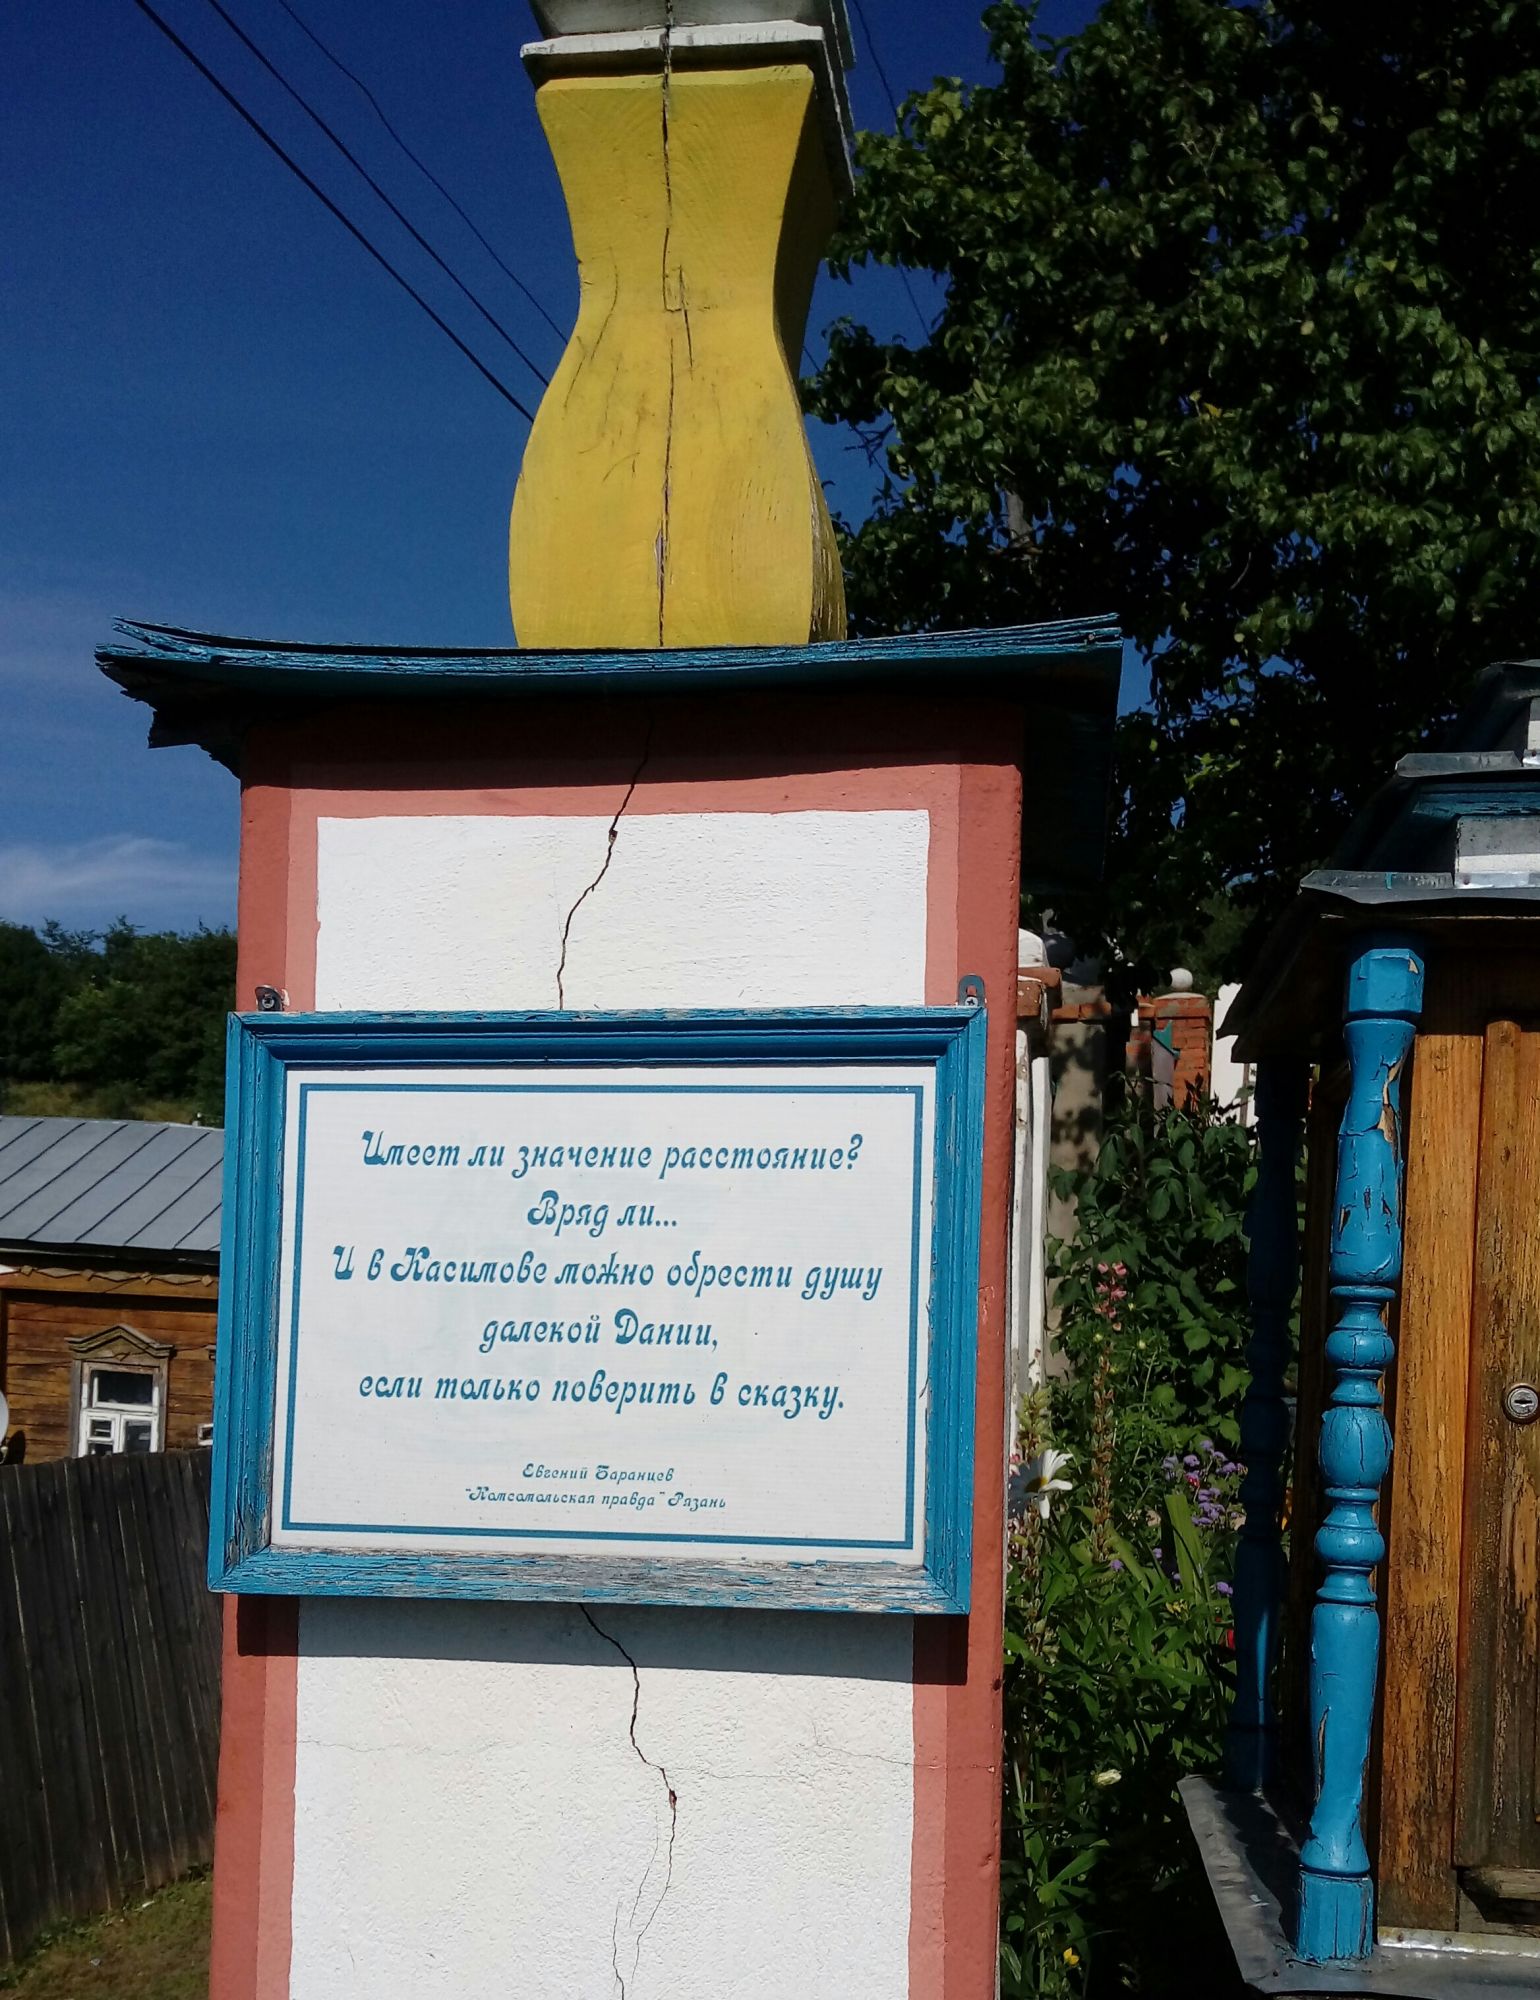 Имеет ли значение расстояние?
Вряд ли...
И в Касимове можно обрести душу
далекой Дании,
если только поверить в сказку.
Евгений Баранцев
"Комсомольская правда" Рязань